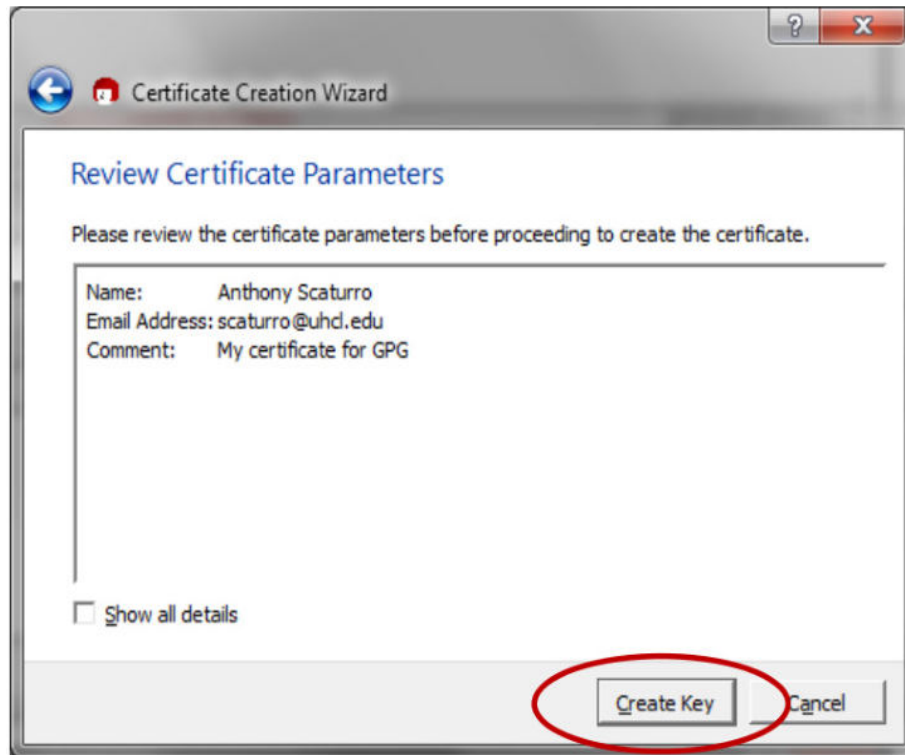 ?
X
Certificate Creation Wizard
Review Certificate Parameters
Please review the certificate parameters before proceeding to create the certificate.
Name: Anthony Scaturro
Email Address: scaturro@uhcl.edu
Comment: My certificate for GPG
Show all details
Create Key Cancel